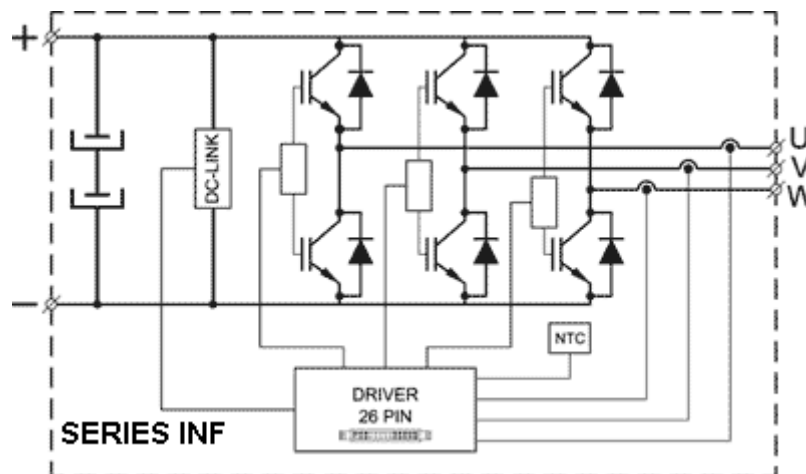 +
U
V
W
DC-LINK
−
NTC
DRIVER
26 PIN
SERIES INF